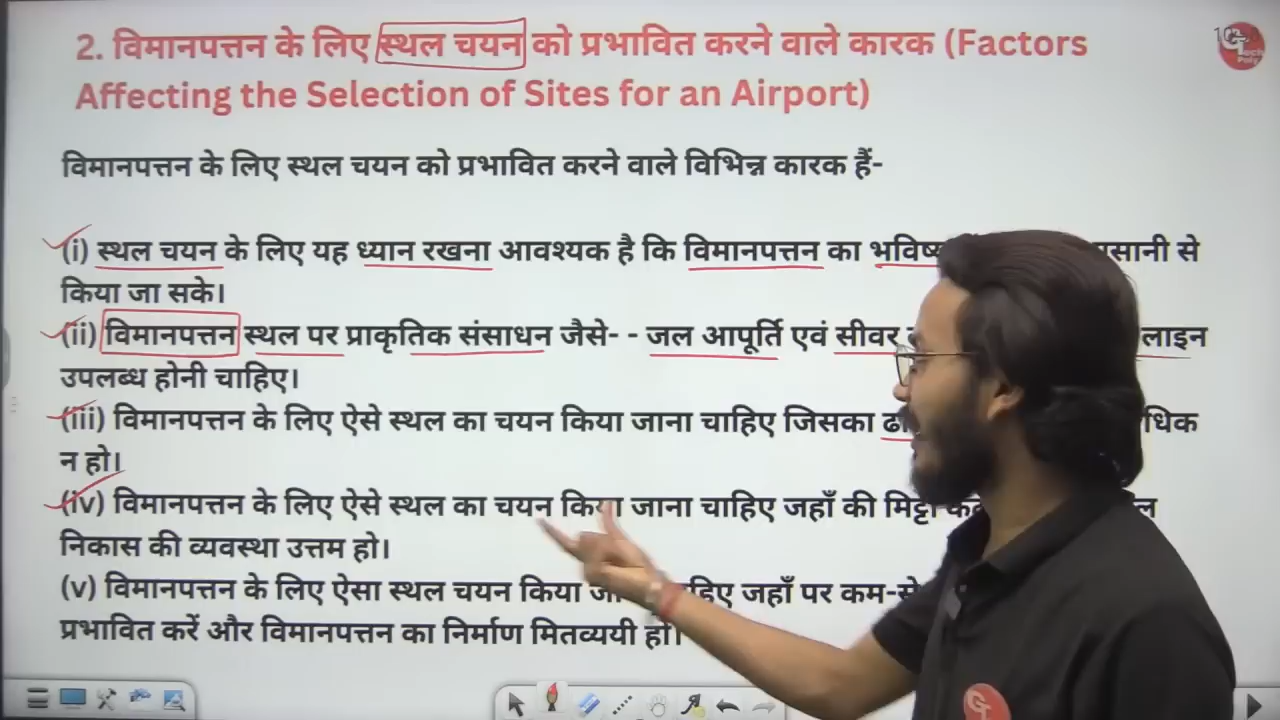 2. विमानपत्तन के लिए स्थल चयन को प्रभावित करने वाले कारक (Factors
Affecting the Selection of Sites for an Airport)
विमानपत्तन के लिए स्थल चयन को प्रभावित करने वाले विभिन्न कारक हैं-
(i) स्थल चयन के लिए यह ध्यान रखना आवश्यक है कि विमानपत्तन का
किया जा सके।
(ii) विमानपत्तन स्थल पर प्राकृतिक संसाधन जैसे- - जल आपूर्ति एवं सीवर लाइन
उपलब्ध होनी चाहिए।
(iii) विमानपत्तन के लिए ऐसे स्थल का चयन किया जाना चाहिए जिसका
न हो।
(iv) विमानपत्तन के लिए ऐसे स्थल का चयन किया जाना चाहिए जहाँ की
निकास की व्यवस्था उत्तम हो।
(v) विमानपत्तन के लिए ऐसा स्थल चयन किया जहाँ पर
प्रभावित करें और विमानपत्तन का निर्माण मितव्ययी हो।